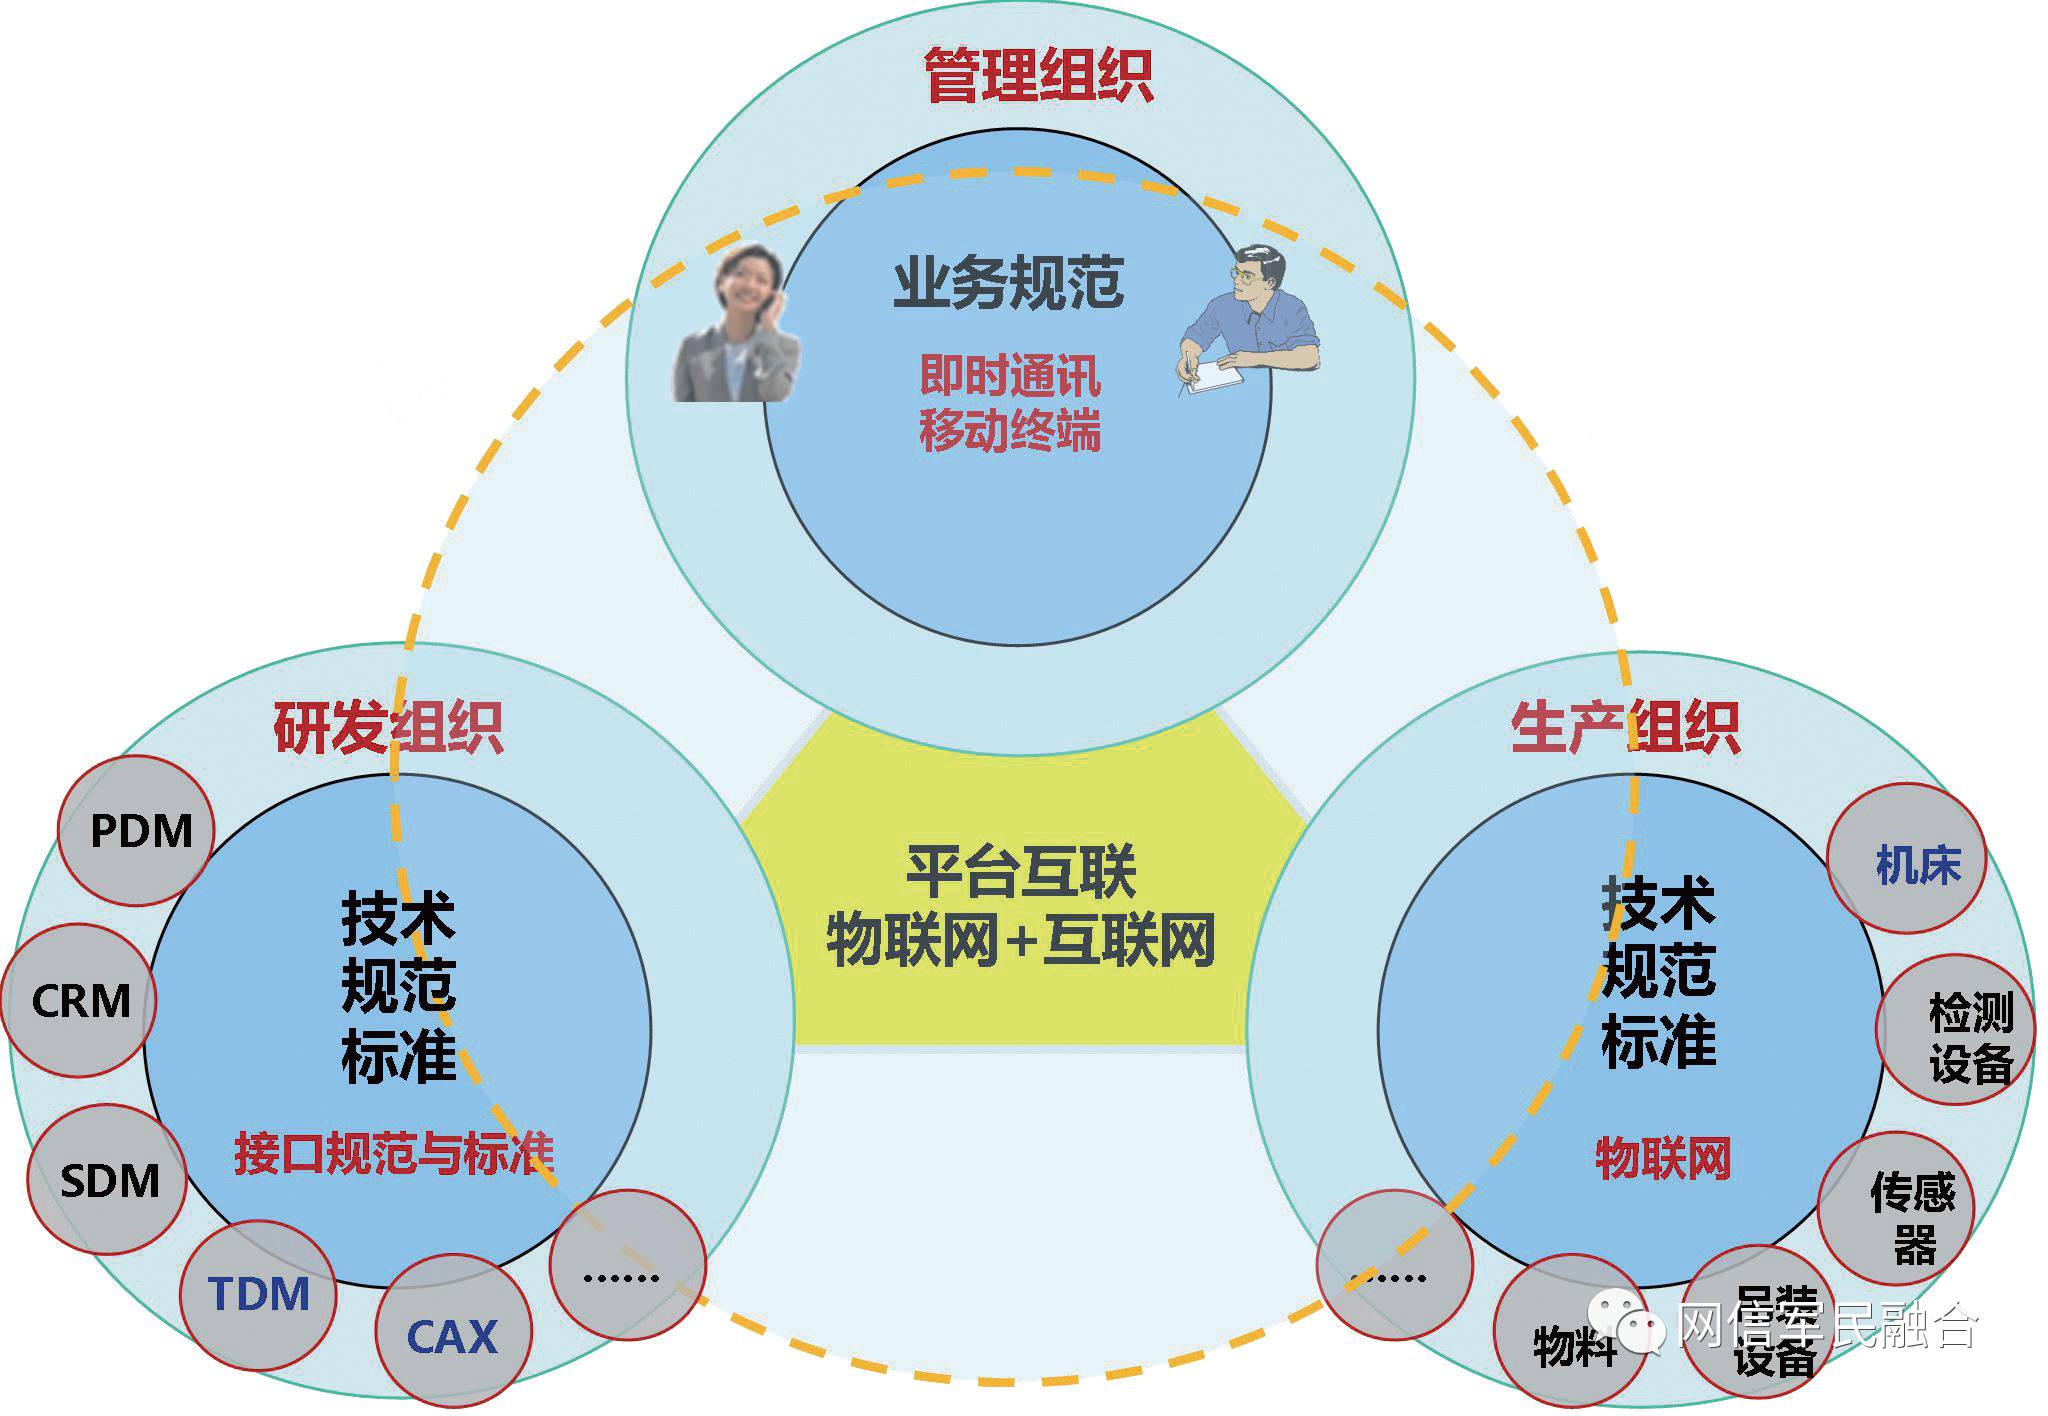 管理组织
业务规范
即时通讯
移动终端
研发组织
PDM
CRM
SDM
TDM
CAX
……
技术
规范
标准
接口规范与标准
平台互联
物联网+互联网
生产组织
技术
规范
标准
物联网
机床
检测
设备
传感
器
吊装
设备
物料
……
网信军民融合